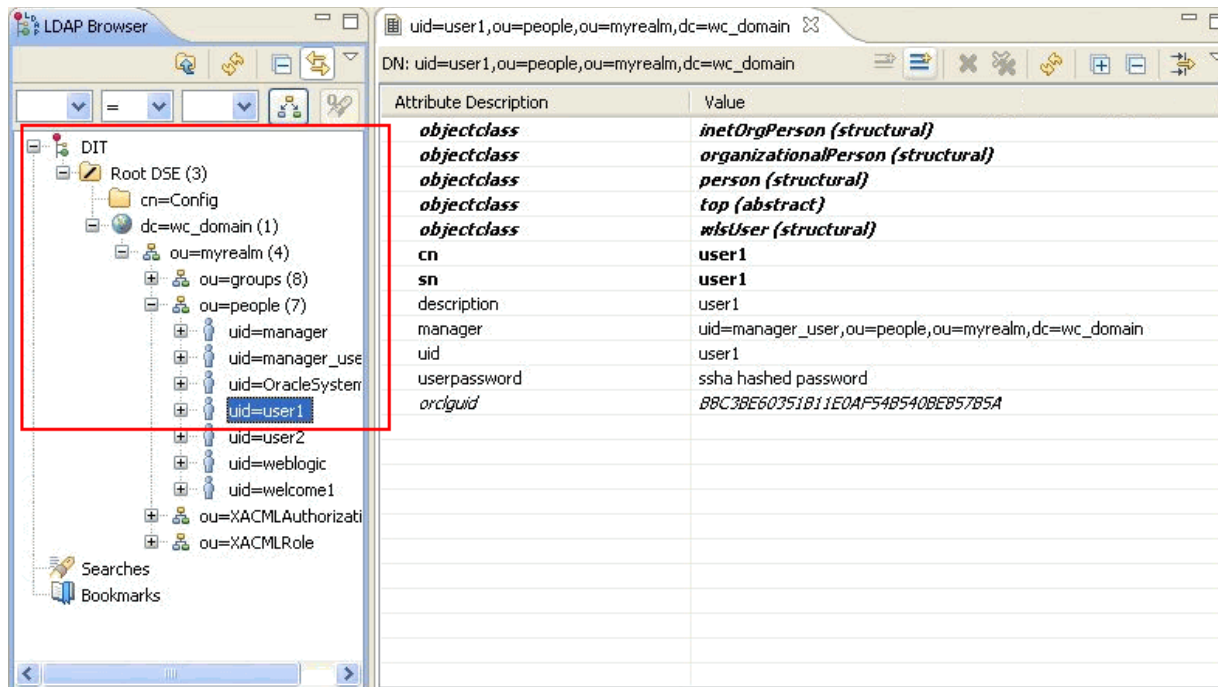 LDAP Browser
=
DIT
Root DSE (3)
cn=Config
dc=wc_domain (1)
ou=myrealm (4)
ou=groups (8)
ou=people (7)
uid=manager
uid=manager_use
uid=OracleSystem
uid=user1
uid=user2
uid=weblogic
uid=welcome1
ou=XACMLAuthorizati
ou=XACMLRole
Searches
Bookmarks
uid=user1,ou=people,ou=myrealm,dc=wc_domain
DN: uid=user1,ou=people,ou=myrealm,dc=wc_domain
Attribute Description Value
objectclass inetOrgPerson (structural)
objectclass organizationalPerson (structural)
objectclass person (structural)
objectclass top (abstract)
objectclass wlsUser (structural)
cn user1
sn user1
description user1
manager uid=manager_user,ou=people,ou=myrealm,dc=wc_domain
uid user1
userpassword ssha hashed password
orclguid